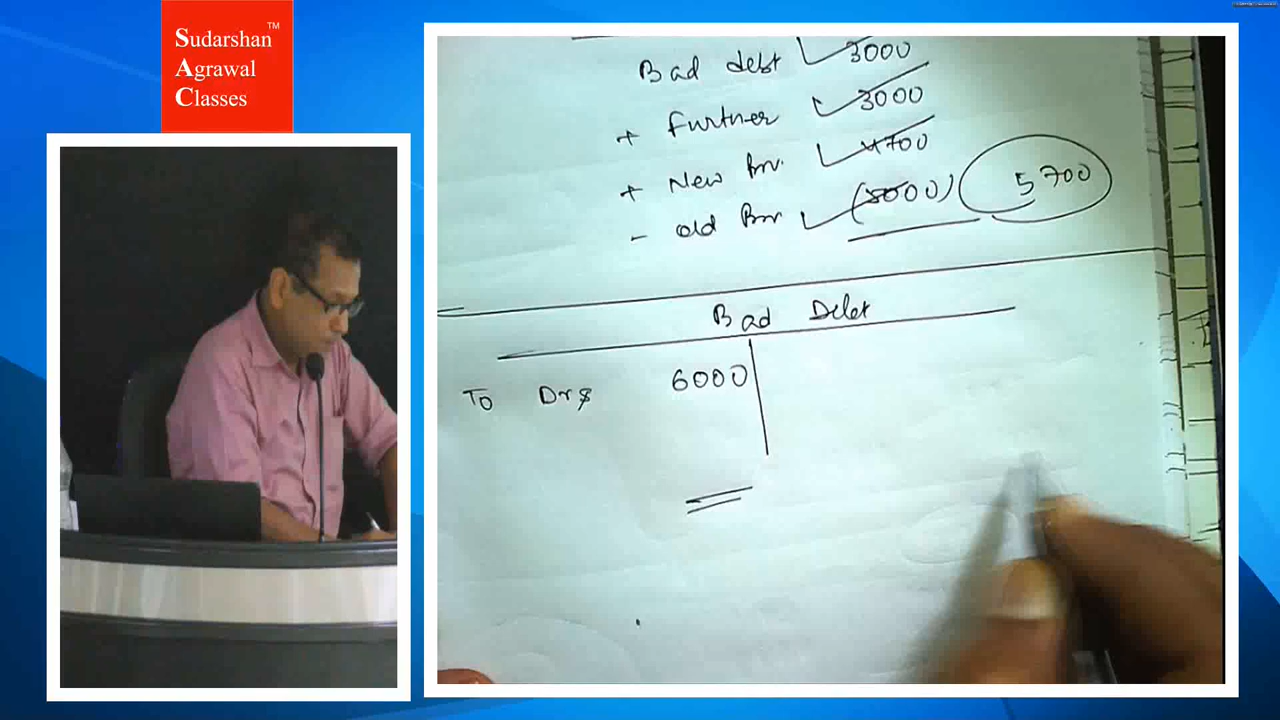 Sudarshan™
Agrawal
Classes
Bad debt 3000
+ Further 3000
+ New Prv. 4700
- old Prv (5000) 5700
Bad Debt
To Drs 6000